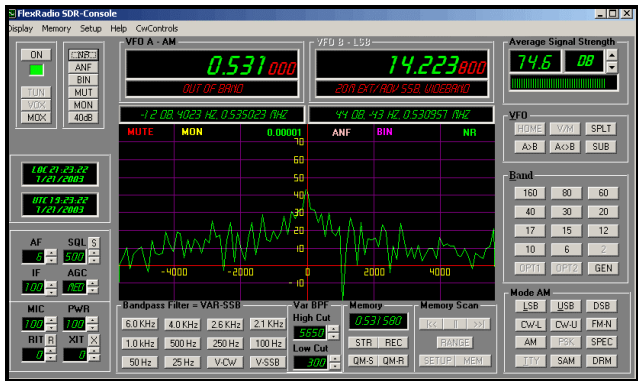 FlexRadio SDR-Console
Display Memory Setup Help CwControls
VFO A - AM
VFO B - LSB
Average Signal Strength
ON
NB
ANF
BIN
TUN
MUT
VOX
MON
MOX
40dB
0.531000
OUT OF BAND
14.223800
20M EXT/ADV SSB WIDEBAND
74.6
DB
-12 DB, 4023 HZ, 0.535023 MHZ
44 DB, -43 HZ, 0.530957 MHZ
MUTE MON 0.00001 ANF BIN NR
70
60
50
40
30
20
10
-4000 -2000 0 2000 4000
-10
LOC 21:23:22
7/21/2003
UTC 19:23:22
7/21/2003
AF
SQL S
6
500
IF
AGC
100
MED
MIC
PWR
100
100
RIT R
XIT X
0
0
VFO
HOME V/M SPLT
A>B A<>B SUB
Band
160 80 60
40 30 20
17 15 12
10 6 2
OPT1 OPT2 GEN
Mode AM
LSB USB DSB
CW-L CW-U FM-N
AM PSK SPEC
TTY SAM DRM
Bandpass Filter = VAR-SSB
6.0 KHz 4.0 KHz 2.6 KHz 2.1 KHz
1.0 kHz 500 Hz 250 Hz 100 Hz
50 Hz 25 Hz V-CW V-SSB
Var BPF
High Cut
5650
Low Cut
300
Memory
0.531580
STR REC
QM-S QM-R
Memory Scan
|<< || >>|
RANGE
SETUP MEM